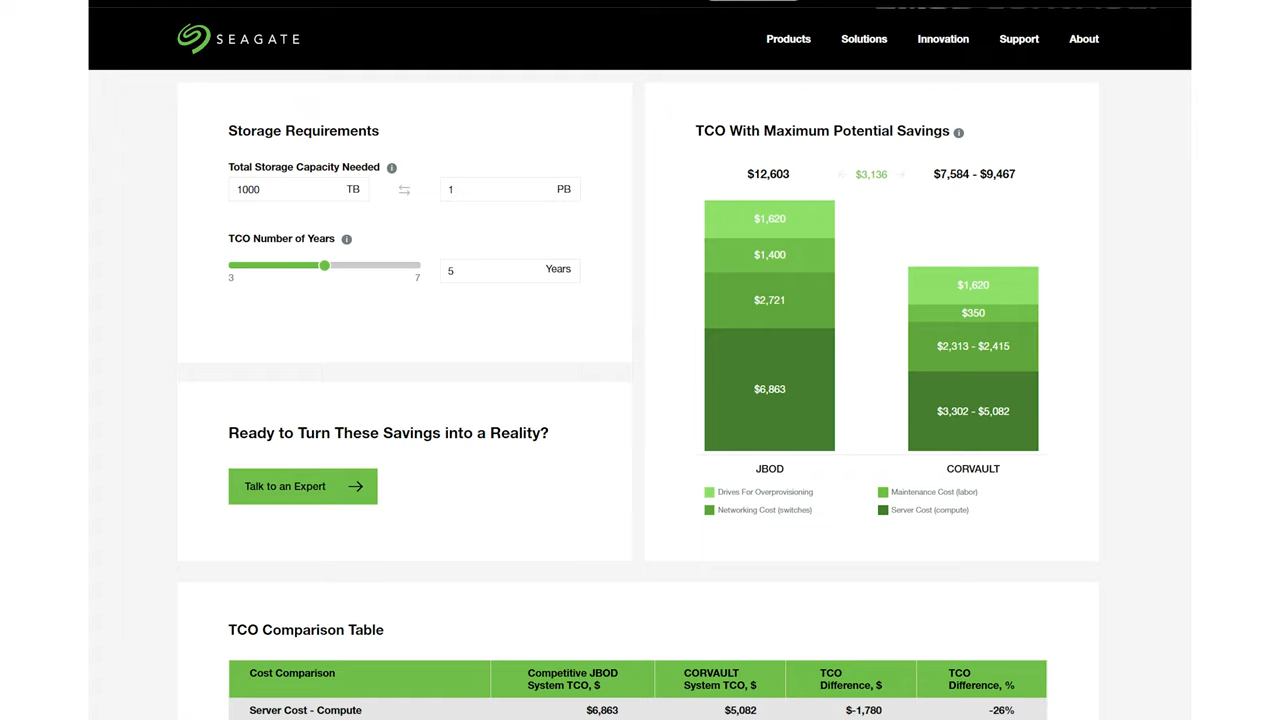 SEAGATE
Products Solutions Innovation Support About
Storage Requirements
Total Storage Capacity Needed
1000 TB 1 PB
TCO Number of Years
3 7
5 Years
Ready to Turn These Savings into a Reality?
Talk to an Expert
TCO With Maximum Potential Savings
$12,603 $3,136 $7,584 - $9,467
$1,620
$1,400
$2,721
$6,863
$1,620
$350
$2,313 - $2,415
$3,302 - $5,082
JBOD CORVAULT
Drives For Overprovisioning Maintenance Cost (labor)
Networking Cost (switches) Server Cost (compute)
TCO Comparison Table
Cost Comparison Competitive JBOD System TCO, $ CORVAULT System TCO, $ TCO Difference, $ TCO Difference, %
Server Cost - Compute $6,863 $5,082 $-1,780 -26%